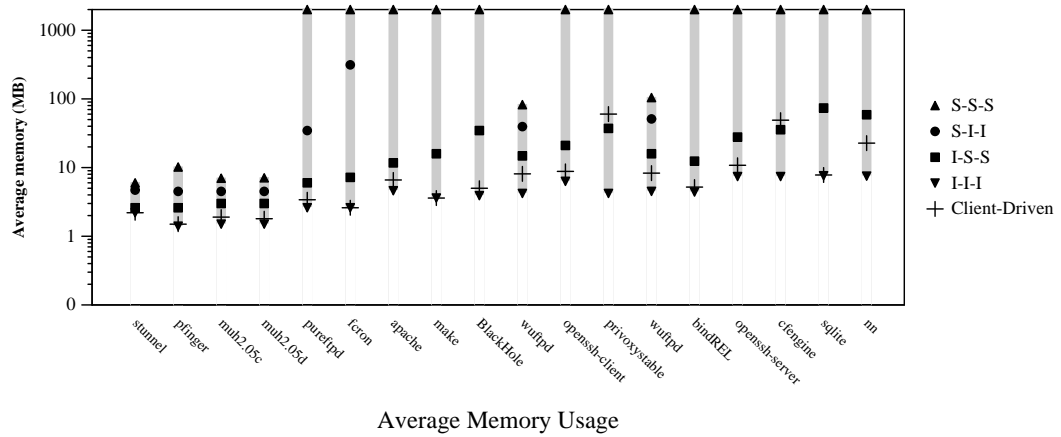 1000
100
10
1
0
Average memory (MB)
stunnel
pfinger
muh2.05c
muh2.05d
pureftpd
fcron
apache
make
BlackHole
wuftpd
openssh-client
privoxystable
wuftpd
bindREL
openssh-server
cfengine
sqlite
nn
S-S-S
S-I-I
I-S-S
I-I-I
Client-Driven
Average Memory Usage